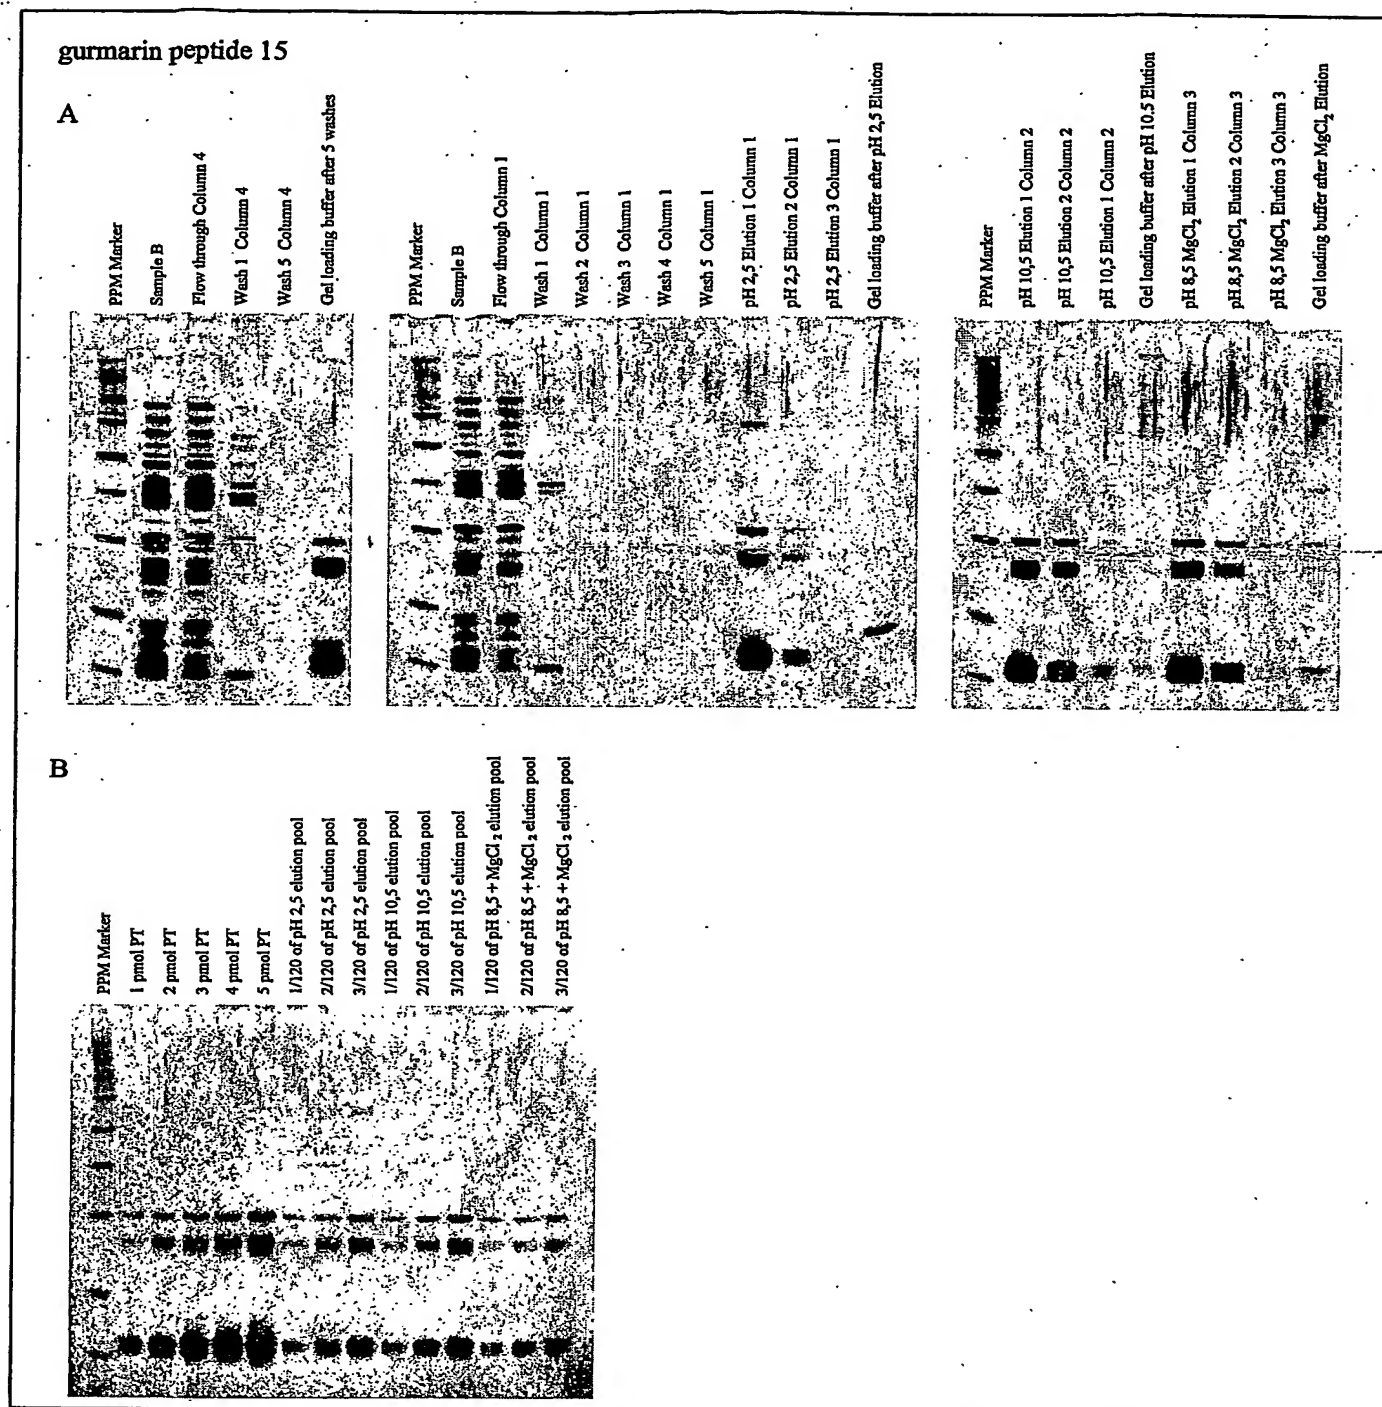 gurmarin peptide 15
A
PPM Marker
Sample B
Flow through Column 4
Wash 1 Column 4
Wash 5 Column 4
Gel loading buffer after 5 washes
PPM Marker
Sample B
Flow through Column 1
Wash 1 Column 1
Wash 2 Column 1
Wash 3 Column 1
Wash 4 Column 1
Wash 5 Column 1
pH 2,5 Elution 1 Column 1
pH 2,5 Elution 2 Column 1
pH 2,5 Elution 3 Column 1
Gel loading buffer after pH 2,5 Elution
PPM Marker
pH 10,5 Elution 1 Column 2
pH 10,5 Elution 2 Column 2
pH 10,5 Elution 1 Column 2
Gel loading buffer after pH 10.5 Elution
pH 8,5 MgCl₂ Elution 1 Column 3
pH 8,5 MgCl₂ Elution 2 Column 3
pH 8,5 MgCl₂ Elution 3 Column 3
Gel loading buffer after MgCl₂ Elution
B
PPM Marker
1 pmol PT
2 pmol PT
3 pmol PT
4 pmol PT
5 pmol PT
1/120 of pH 2,5 elution pool
2/120 of pH 2,5 elution pool
3/120 of pH 2,5 elution pool
1/120 of pH 10,5 elution pool
2/120 of pH 10,5 elution pool
3/120 of pH 10,5 elution pool
1/120 of pH 8,5 + MgCl₂ elution pool
2/120 of pH 8,5 + MgCl₂ elution pool
3/120 of pH 8,5 + MgCl₂ elution pool